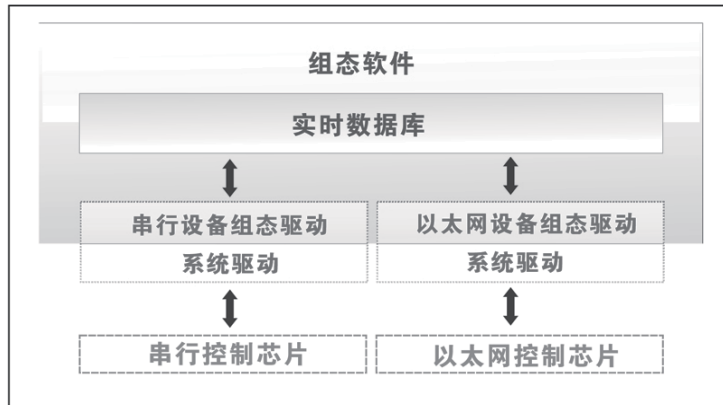 组态软件
实时数据库
串行设备组态驱动
以太网设备组态驱动
系统驱动
系统驱动
串行控制芯片
以太网控制芯片